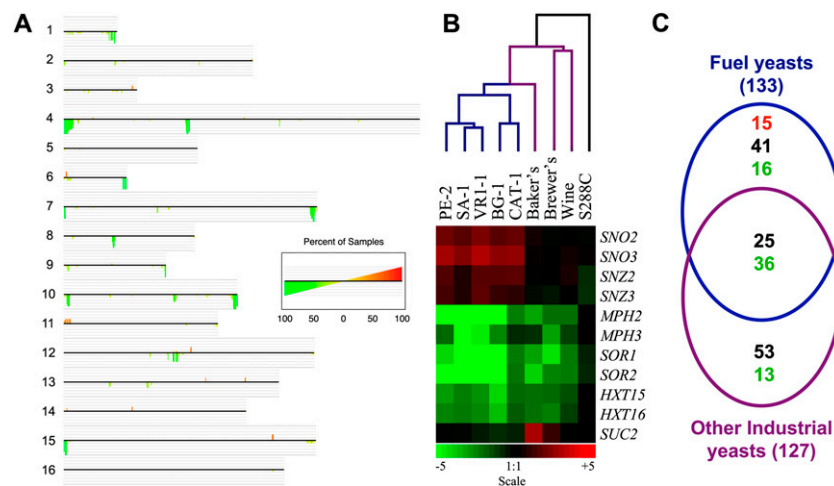 A
1
2
3
4
5
6
7
8
9
10
11
12
13
14
15
16
Percent of Samples
100 50 0 50 100
B
PE-2
SA-1
VR1-1
BG-1
CAT-1
Baker's
Brewer's
Wine
S288C
SNO2
SNO3
SNZ2
SNZ3
MPH2
MPH3
SOR1
SOR2
HXT15
HXT16
SUC2
-5 1:1 +5
Scale
C
Fuel yeasts
(133)
15
41
16
25
36
53
13
Other Industrial
yeasts (127)